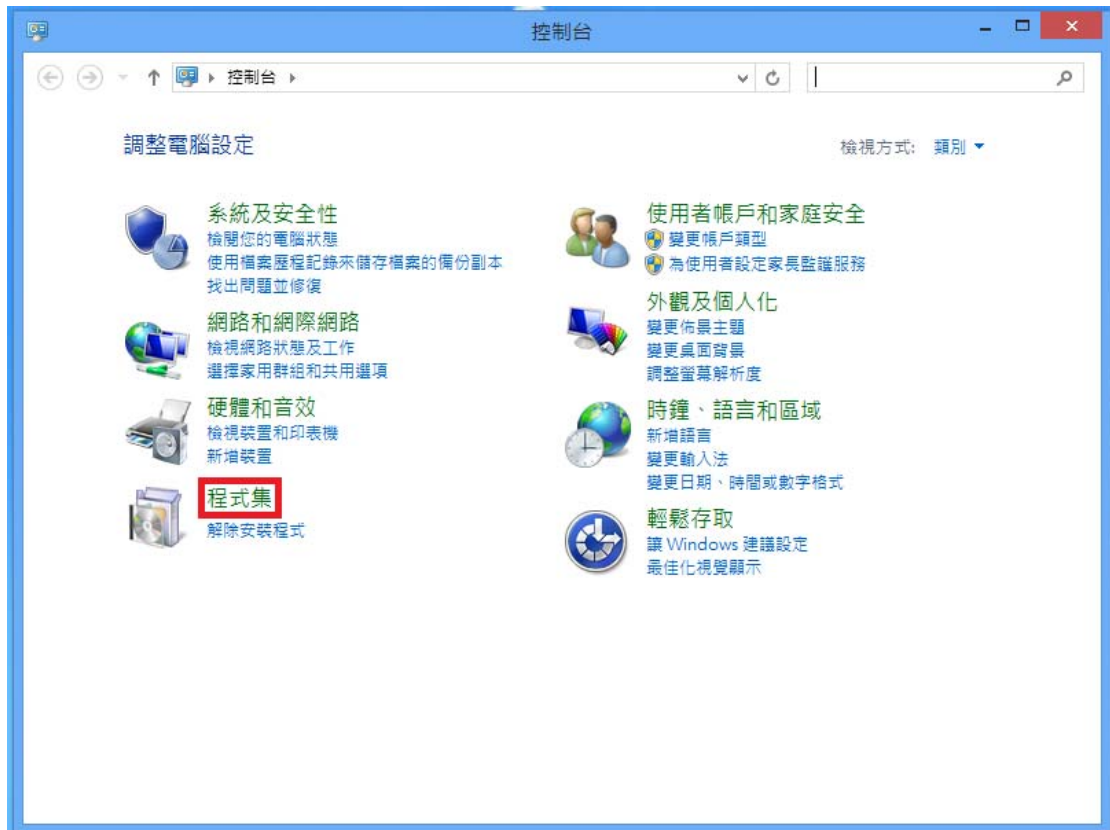 控制台
控制台
調整電腦設定
檢視方式: 類別
系統及安全性
檢閱您的電腦狀態
使用檔案歷程記錄來儲存檔案的備份副本
找出問題並修復
網路和網際網路
檢視網路狀態及工作
選擇家用群組和共用選項
硬體和音效
檢視裝置和印表機
新增裝置
程式集
解除安裝程式
使用者帳戶和家庭安全
變更帳戶類型
為使用者設定家長監護服務
外觀及個人化
變更佈景主題
變更桌面背景
調整螢幕解析度
時鐘、語言和區域
新增語言
變更輸入法
變更日期、時間或數字格式
輕鬆存取
讓 Windows 建議設定
最佳化視覺顯示